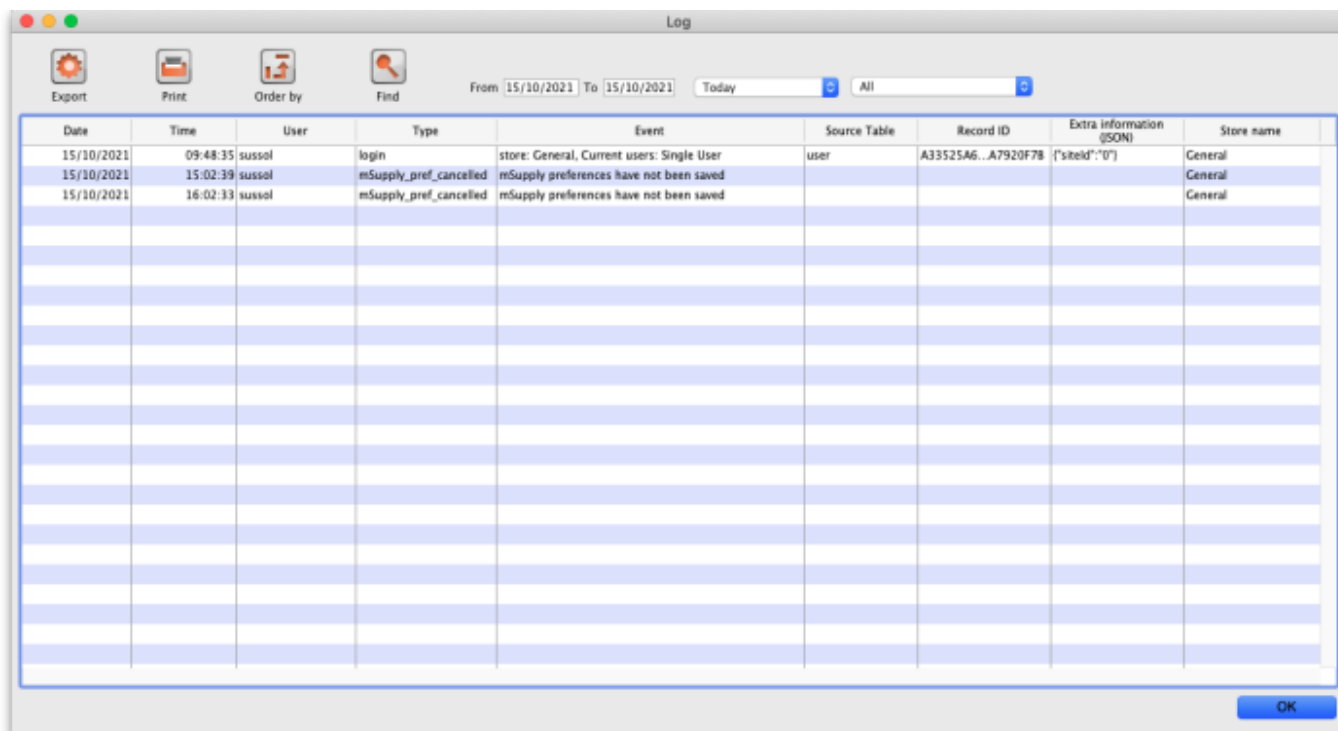 Log
Export Print Order by Find From 15/10/2021 To 15/10/2021 Today All
Date Time User Type Event Source Table Record ID Extra information (JSON) Store name
15/10/2021 09:48:35 sussol login store: General, Current users: Single User user A33525A6...A7920F7B {"siteId":"0"} General
15/10/2021 15:02:39 sussol mSupply_pref_cancelled mSupply preferences have not been saved General
15/10/2021 16:02:33 sussol mSupply_pref_cancelled mSupply preferences have not been saved General
OK